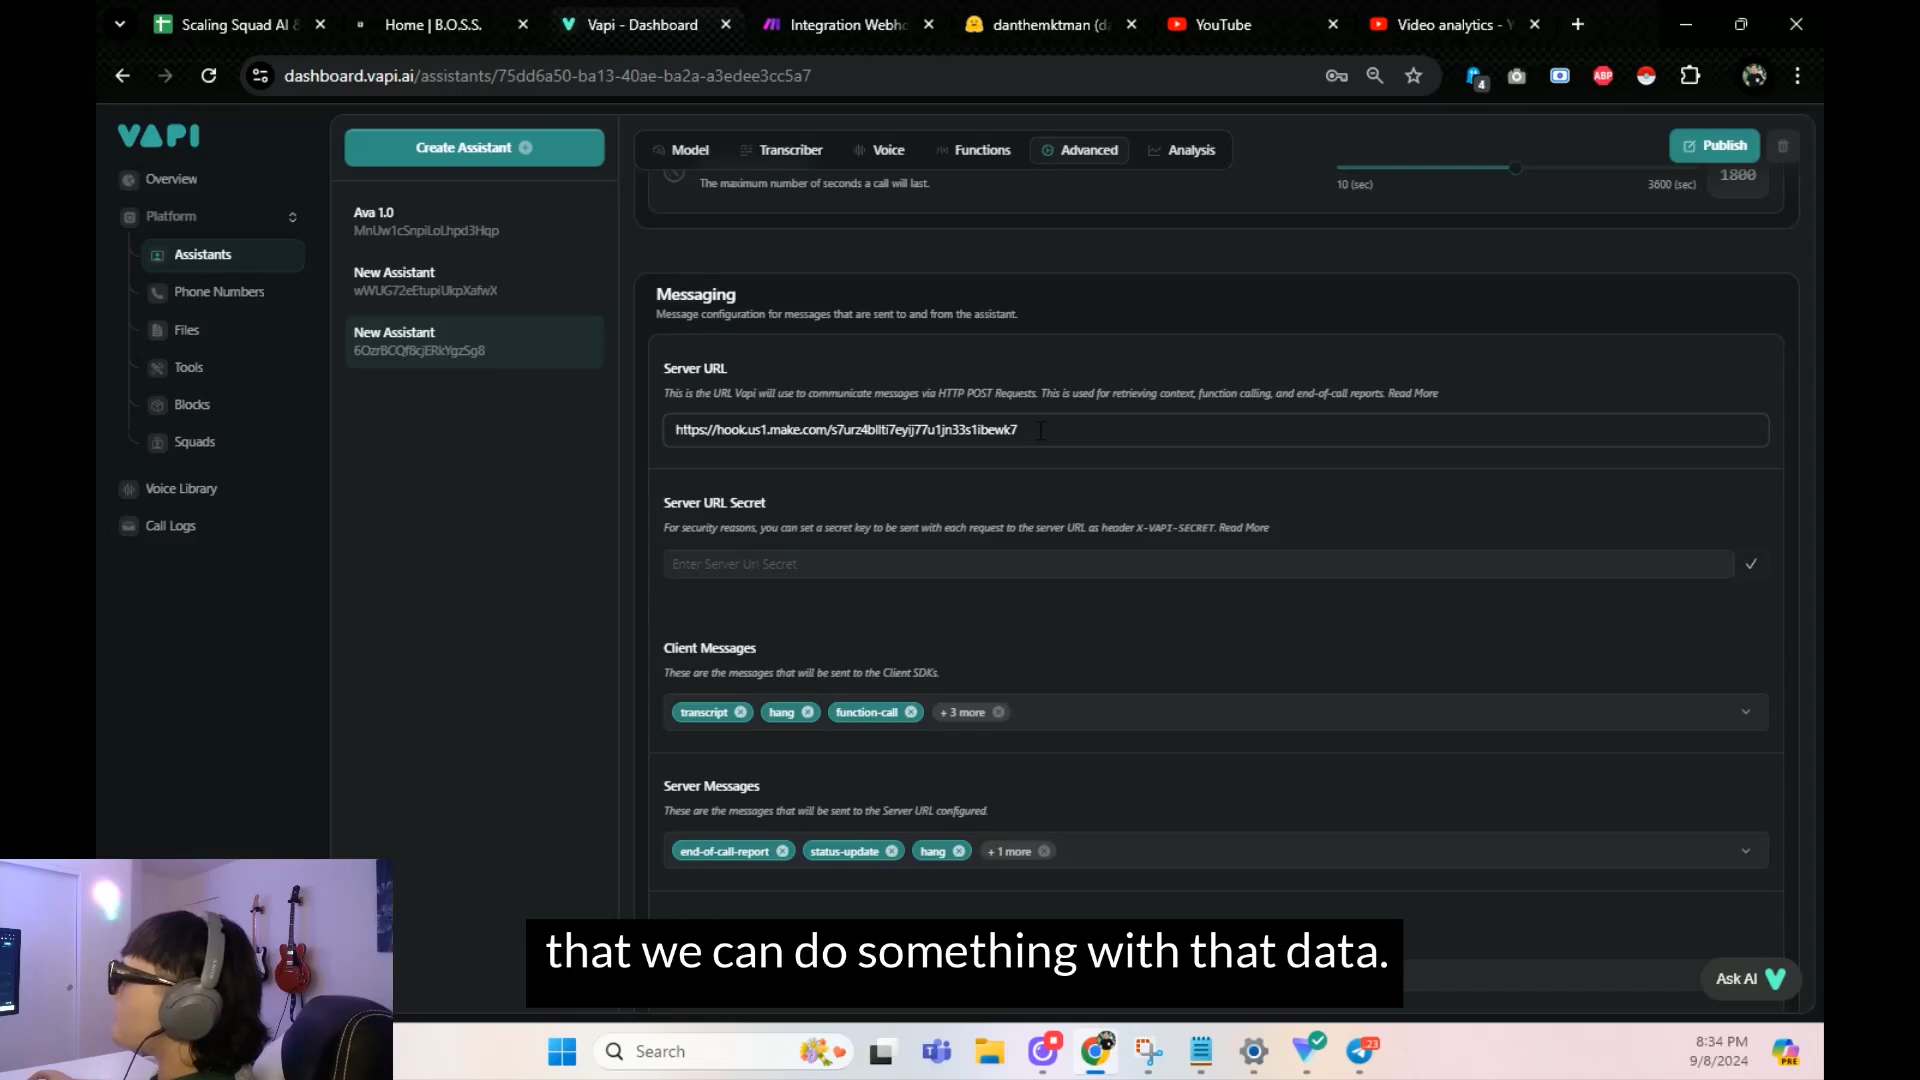 Scaling Squad AI &
Home | B.O.S.S.
Vapi - Dashboard
Integration Webho
danthemktman (da
YouTube
Video analytics - Y
dashboard.vapi.ai/assistants/75dd6a50-ba13-40ae-ba2a-a3edee3cc5a7
4
ABP
VAPI
Overview
Platform
Assistants
Phone Numbers
Files
Tools
Blocks
Squads
Voice Library
Call Logs
Create Assistant
Ava 1.0
MnUw1cSnpiLoLhpd3Hqp
New Assistant
wWUG72eEtupiUkpXafwX
New Assistant
6OzrBCQf8cjERkYgzSg8
Model
Transcriber
Voice
Functions
Advanced
Analysis
Publish
The maximum number of seconds a call will last.
10 (sec)
3600 (sec)
1800
Messaging
Message configuration for messages that are sent to and from the assistant.
Server URL
This is the URL Vapi will use to communicate messages via HTTP POST Requests. This is used for retrieving context, function calling, and end-of-call reports. Read More
https://hook.us1.make.com/s7urz4bllti7eyij77u1jn33s1ibewk7
Server URL Secret
For security reasons, you can set a secret key to be sent with each request to the server URL as header X-VAPI-SECRET. Read More
Enter Server Url Secret
Client Messages
These are the messages that will be sent to the Client SDKs.
transcript
hang
function-call
+ 3 more
Server Messages
These are the messages that will be sent to the Server URL configured.
end-of-call-report
status-update
hang
+ 1 more
that we can do something with that data.
Ask AI
Search
23
8:34 PM
9/8/2024
PRE